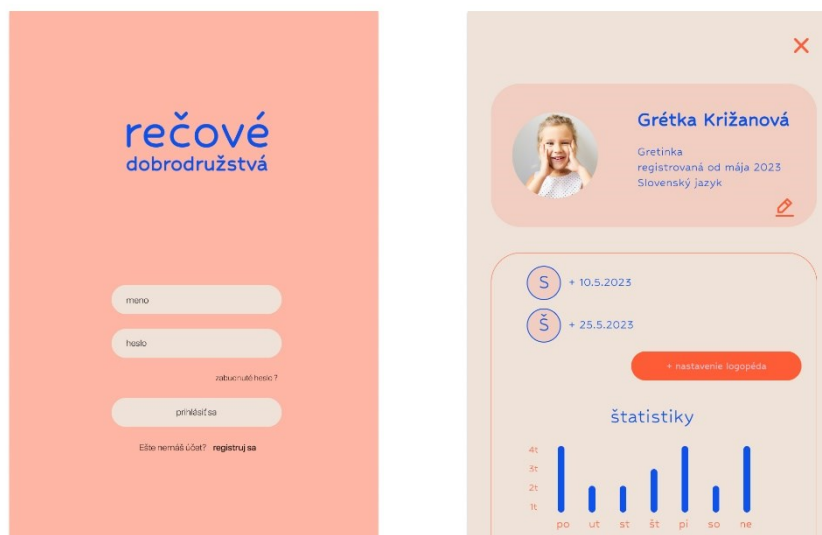 rečové
dobrodružstvá
meno
heslo
zabudnuté heslo ?
prihlásiť sa
Ešte nemáš účet? registruj sa
Grétka Križanová
Gretinka
registrovaná od mája 2023
Slovenský jazyk
S + 10.5.2023
Š + 25.5.2023
+ nastavenie logopéda
štatistiky
4t
3t
2t
1t
po ut st št pi so ne